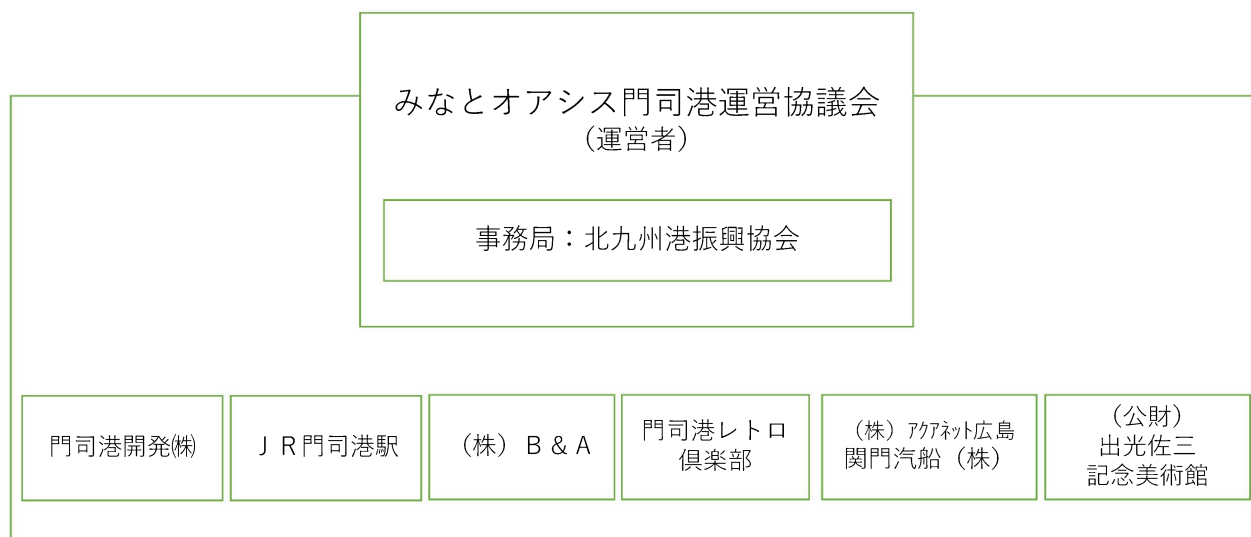 みなとオアシス門司港運営協議会
（運営者）
事務局：北九州港振興協会
門司港開発㈱
ＪＲ門司港駅
（株）Ｂ＆Ａ
門司港レトロ
倶楽部
（株）ｱｸｱﾈｯﾄ広島
関門汽船（株）
（公財）
出光佐三
記念美術館